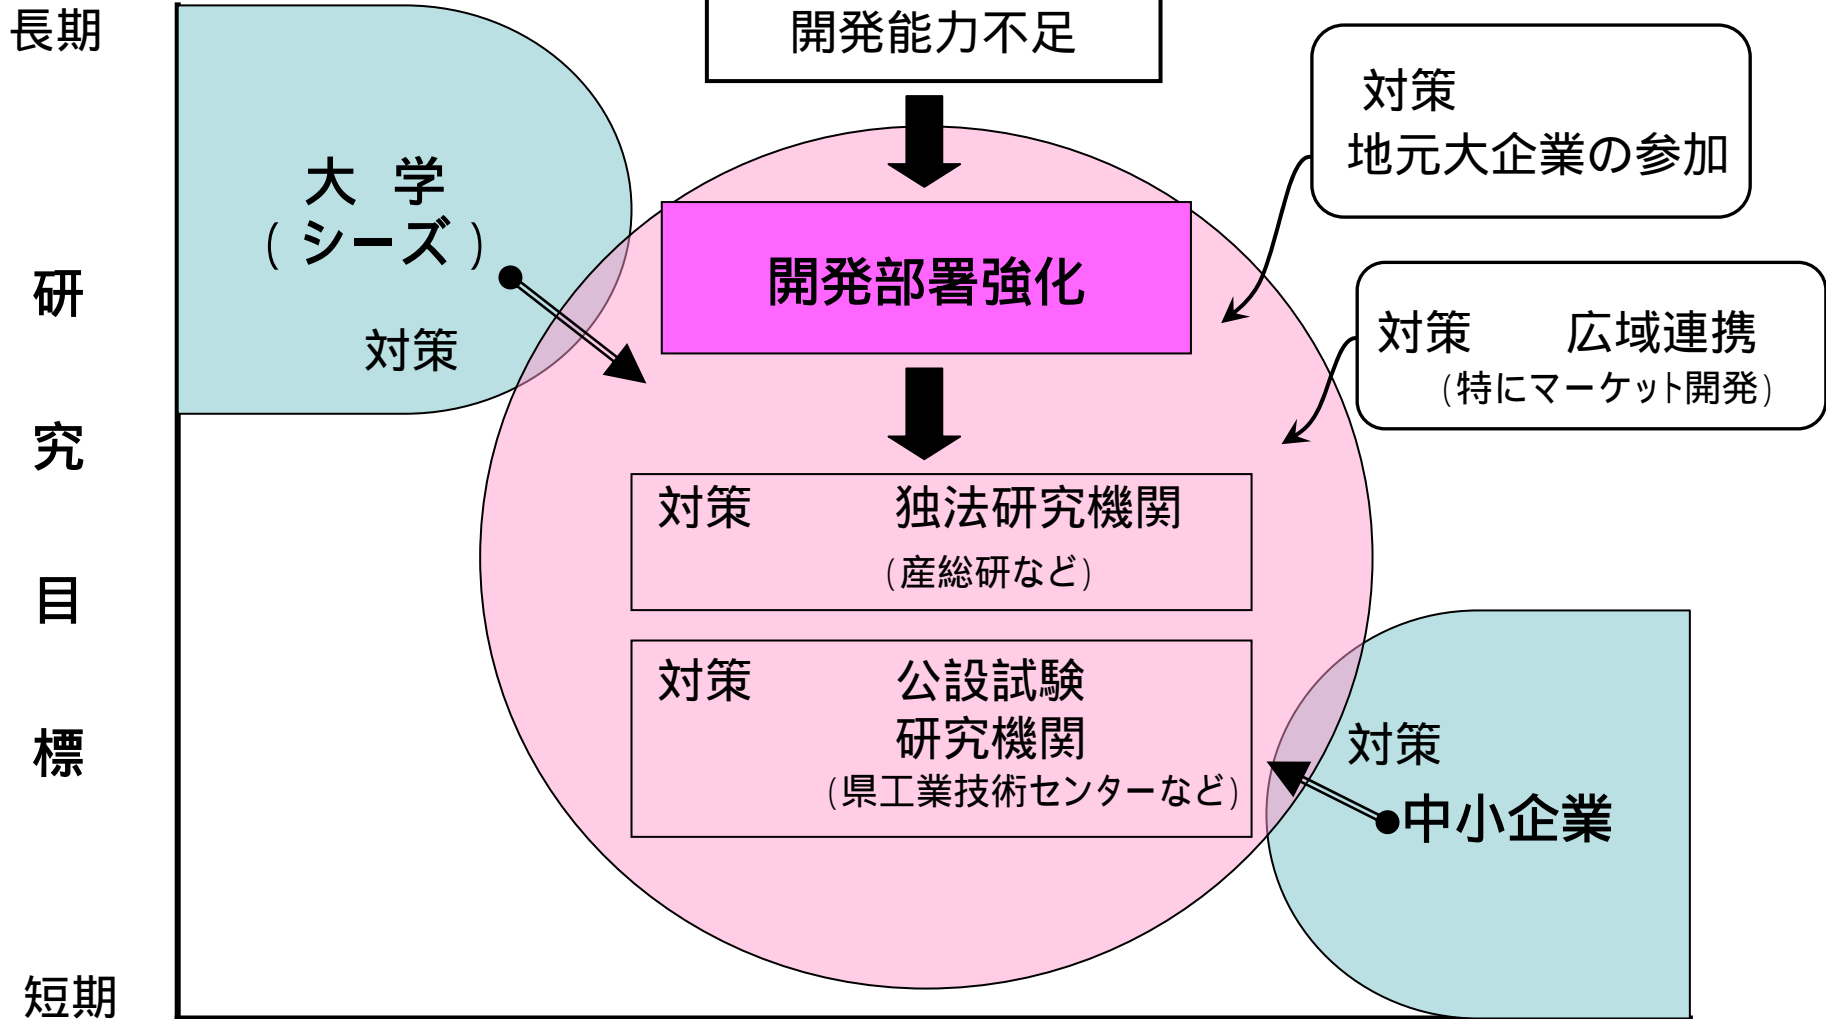 長期
開発能力不足
対策
地元大企業の参加
大 学
( シーズ )
対策
開発部署強化
対策 広域連携
(特にマーケット開発)
研究目標
対策 独法研究機関
(産総研など)
対策 公設試験
研究機関
(県工業技術センターなど)
対策
中小企業
短期